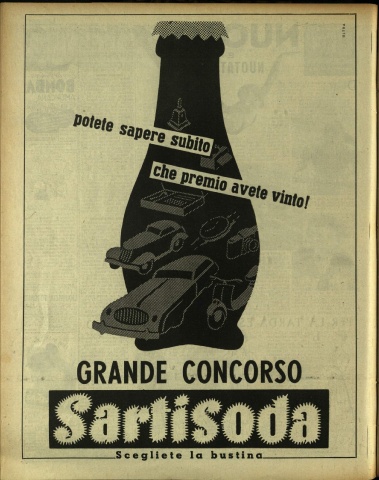 potete sapere subito
che premio avete vinto!
GRANDE CONCORSO
Sartisoda
Scegliete la bustina